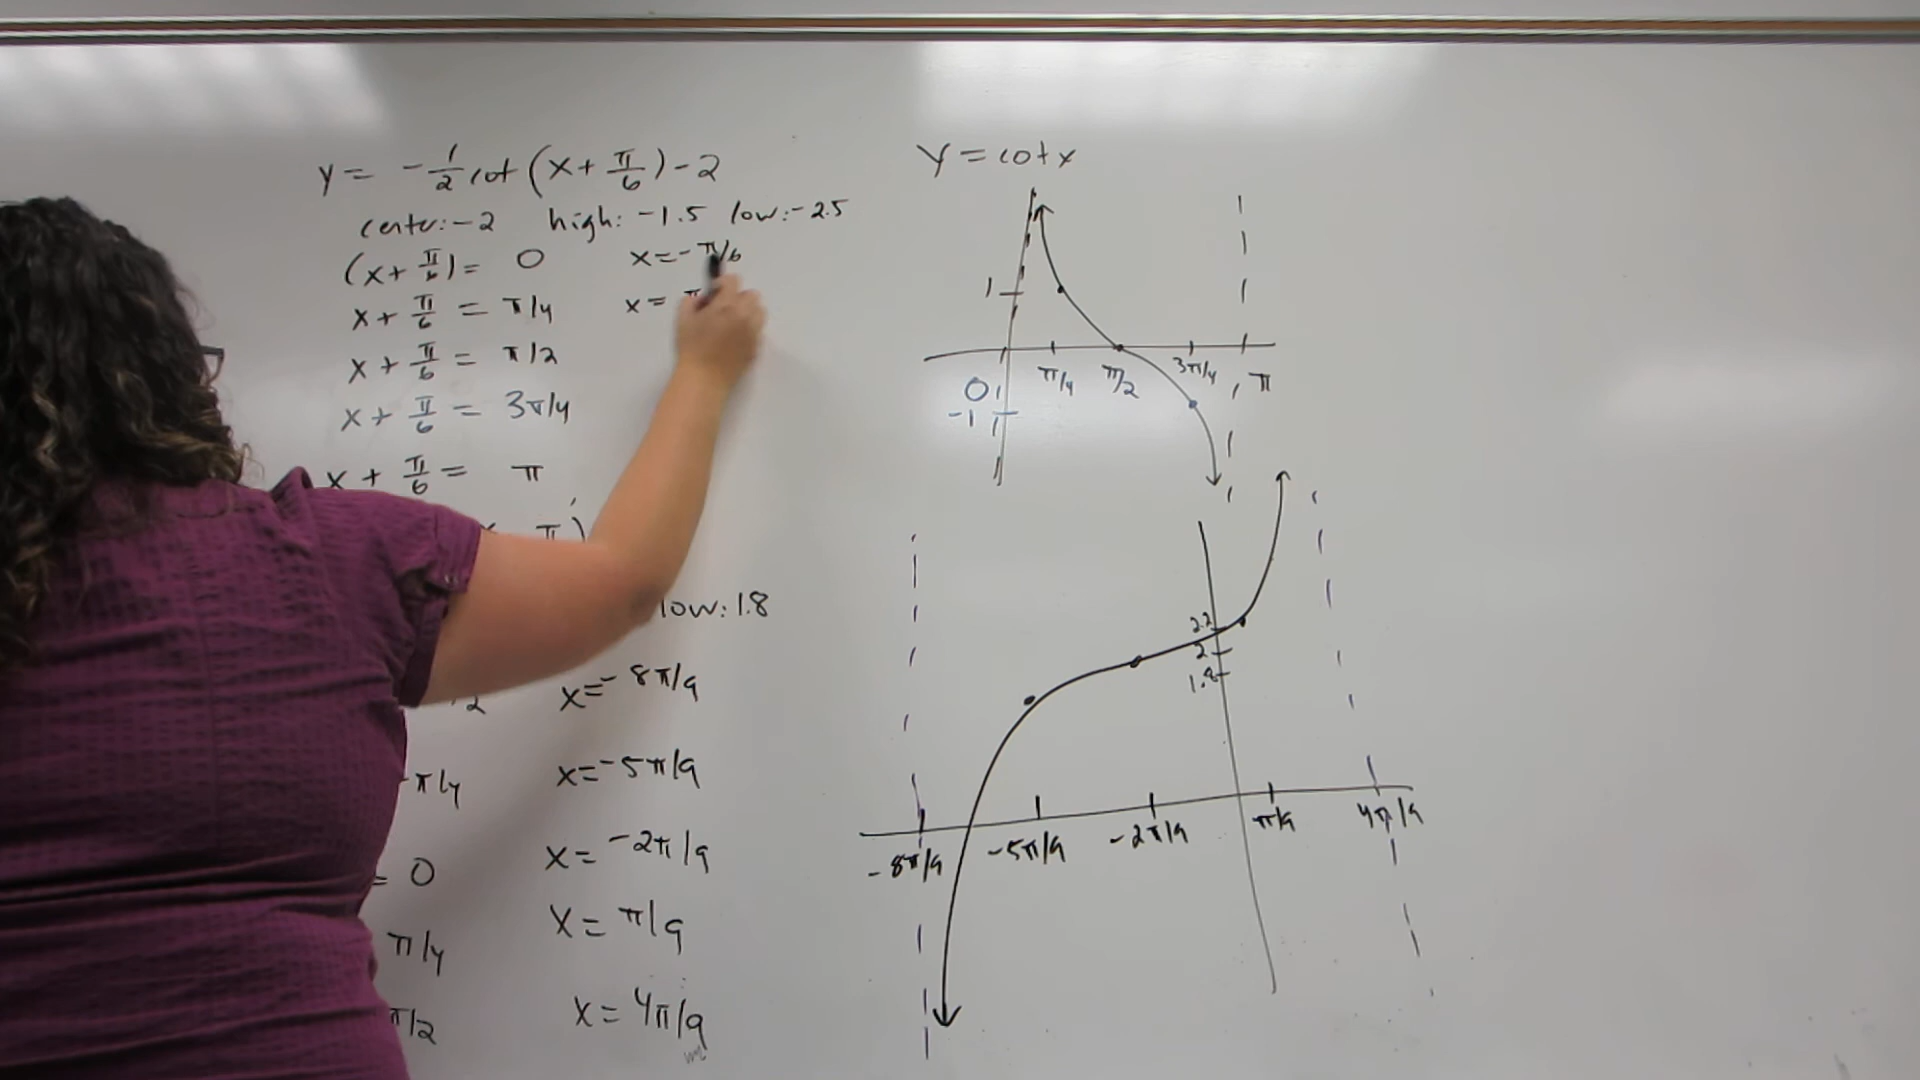 y = -1/2 cot (x + π/6) - 2
center: -2 high: -1.5 low: -2.5
(x + π/6) = 0 x = -π/6
x + π/6 = π/4 x = π
x + π/6 = π/2
x + π/6 = 3π/4
x + π/6 = π
π )
low: 1.8
x = -8π/9
-π/4 x = -5π/9
x = -2π/9
= 0
x = π/9
π/4
π/2 x = 4π/9
y = cot x
1
0 π/4 π/2 3π/4 π
-1
2.2
2
1.8
-8π/9 -5π/9 -2π/9 π/9 4π/9